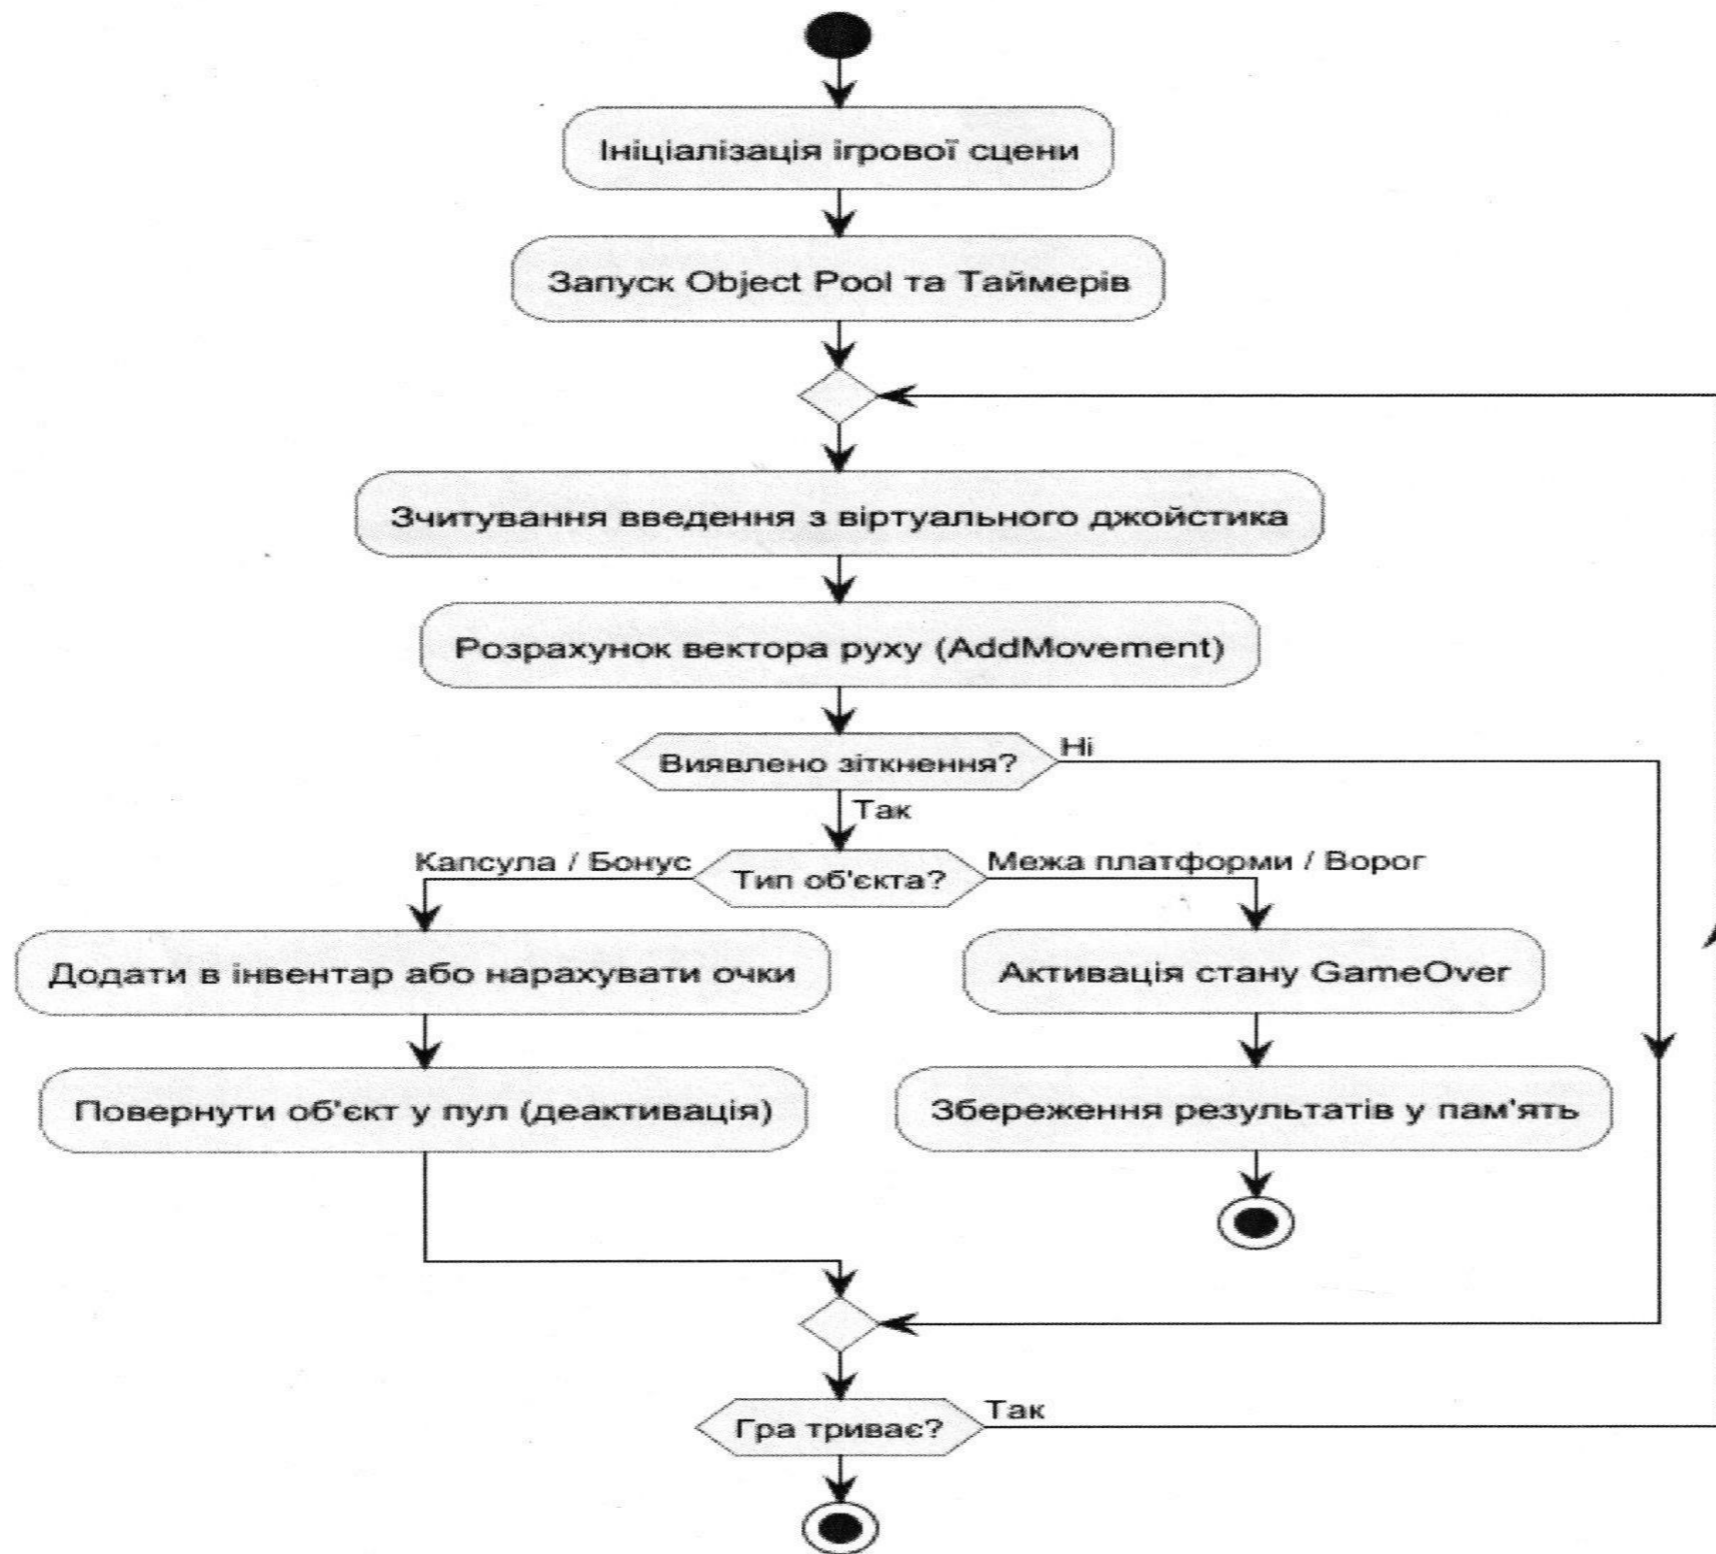 Ініціалізація ігрової сцени
Запуск Object Pool та Таймерів
Зчитування введення з віртуального джойстика
Розрахунок вектора руху (AddMovement)
Виявлено зіткнення?
Ні
Так
Капсула / Бонус
Тип об'єкта?
Межа платформи / Ворог
Додати в інвентар або нарахувати очки
Активація стану GameOver
Повернути об'єкт у пул (деактивація)
Збереження результатів у пам'ять
Гра триває?
Так